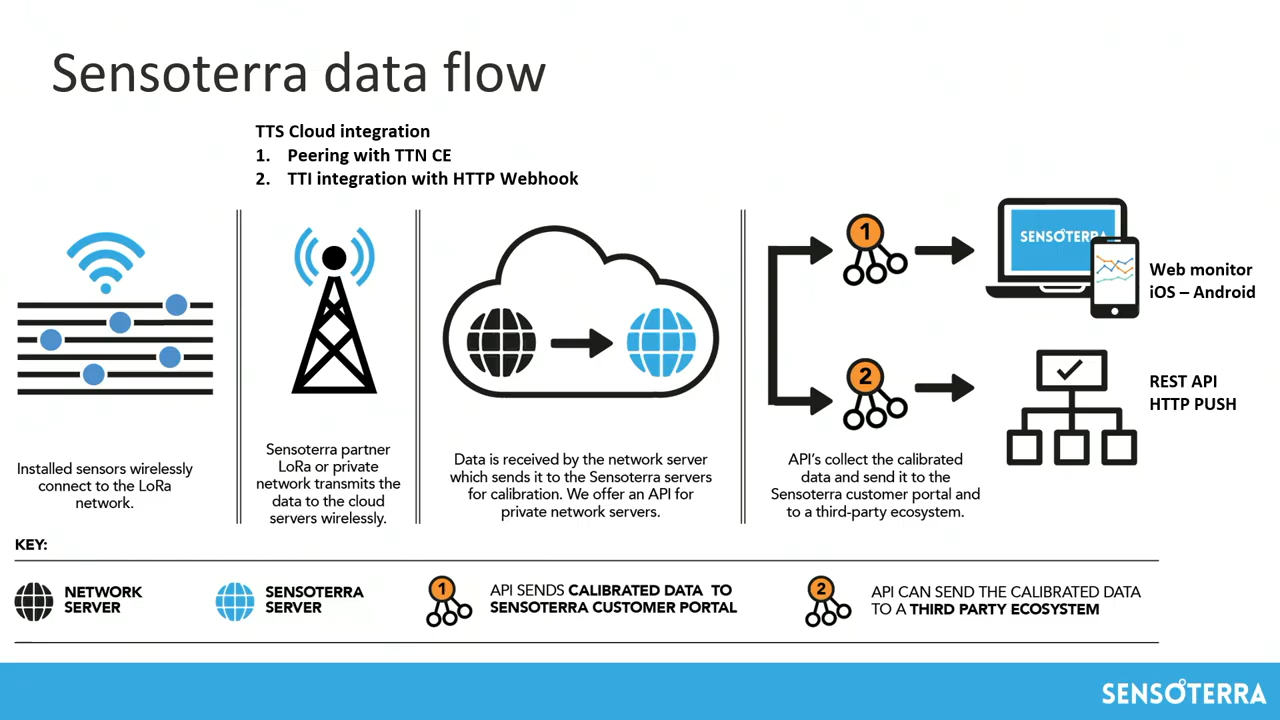 Sensoterra data flow
TTS Cloud integration
1. Peering with TTN CE
2. TTI integration with HTTP Webhook
1
SENSOTERRA
Web monitor
iOS – Android
2
REST API
HTTP PUSH
Installed sensors wirelessly
connect to the LoRa
network.
Sensoterra partner
LoRa or private
network transmits the
data to the cloud
servers wirelessly.
Data is received by the network server
which sends it to the Sensoterra servers
for calibration. We offer an API for
private network servers.
API's collect the calibrated
data and send it to the
Sensoterra customer portal and
to a third-party ecosystem.
KEY:
NETWORK
SERVER
SENSOTERRA
SERVER
1
API SENDS CALIBRATED DATA TO
SENSOTERRA CUSTOMER PORTAL
2
API CAN SEND THE CALIBRATED DATA
TO A THIRD PARTY ECOSYSTEM
SENSOTERRA